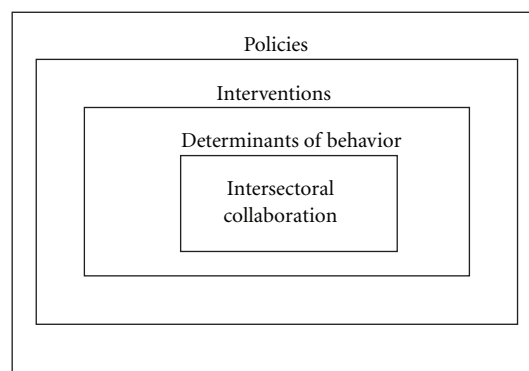 Policies
Interventions
Determinants of behavior
Intersectoral
collaboration